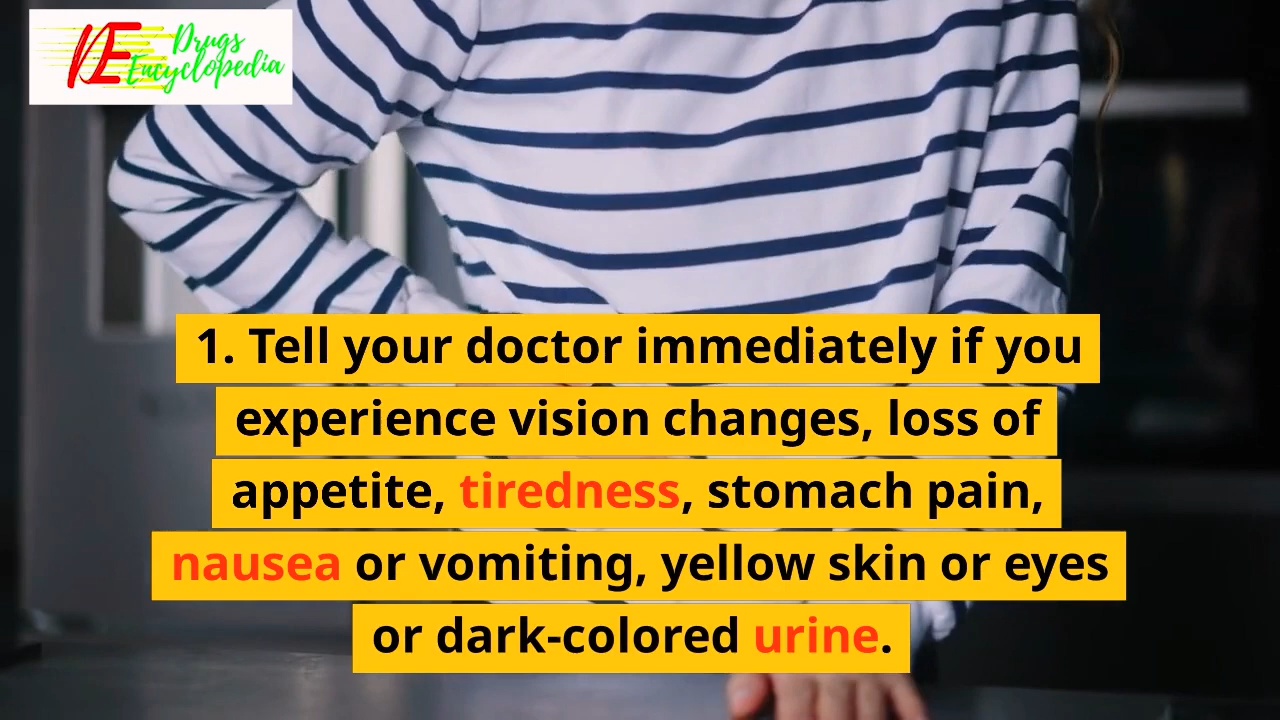 DE Drugs
Encyclopedia
1. Tell your doctor immediately if you
experience vision changes, loss of
appetite, tiredness, stomach pain,
nausea or vomiting, yellow skin or eyes
or dark-colored urine.